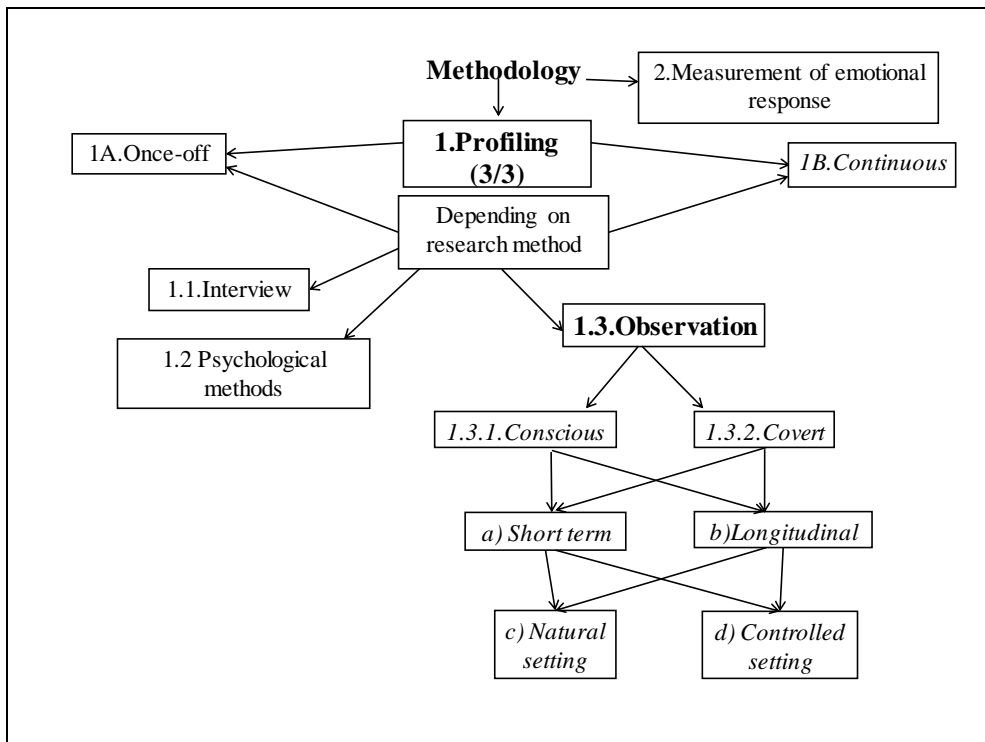 Methodology
2.Measurement of emotional
response
1.Profiling
(3/3)
1A.Once-off
1B.Continuous
Depending on
research method
1.1.Interview
1.3.Observation
1.2 Psychological
methods
1.3.1.Conscious
1.3.2.Covert
a) Short term
b)Longitudinal
c) Natural
setting
d) Controlled
setting